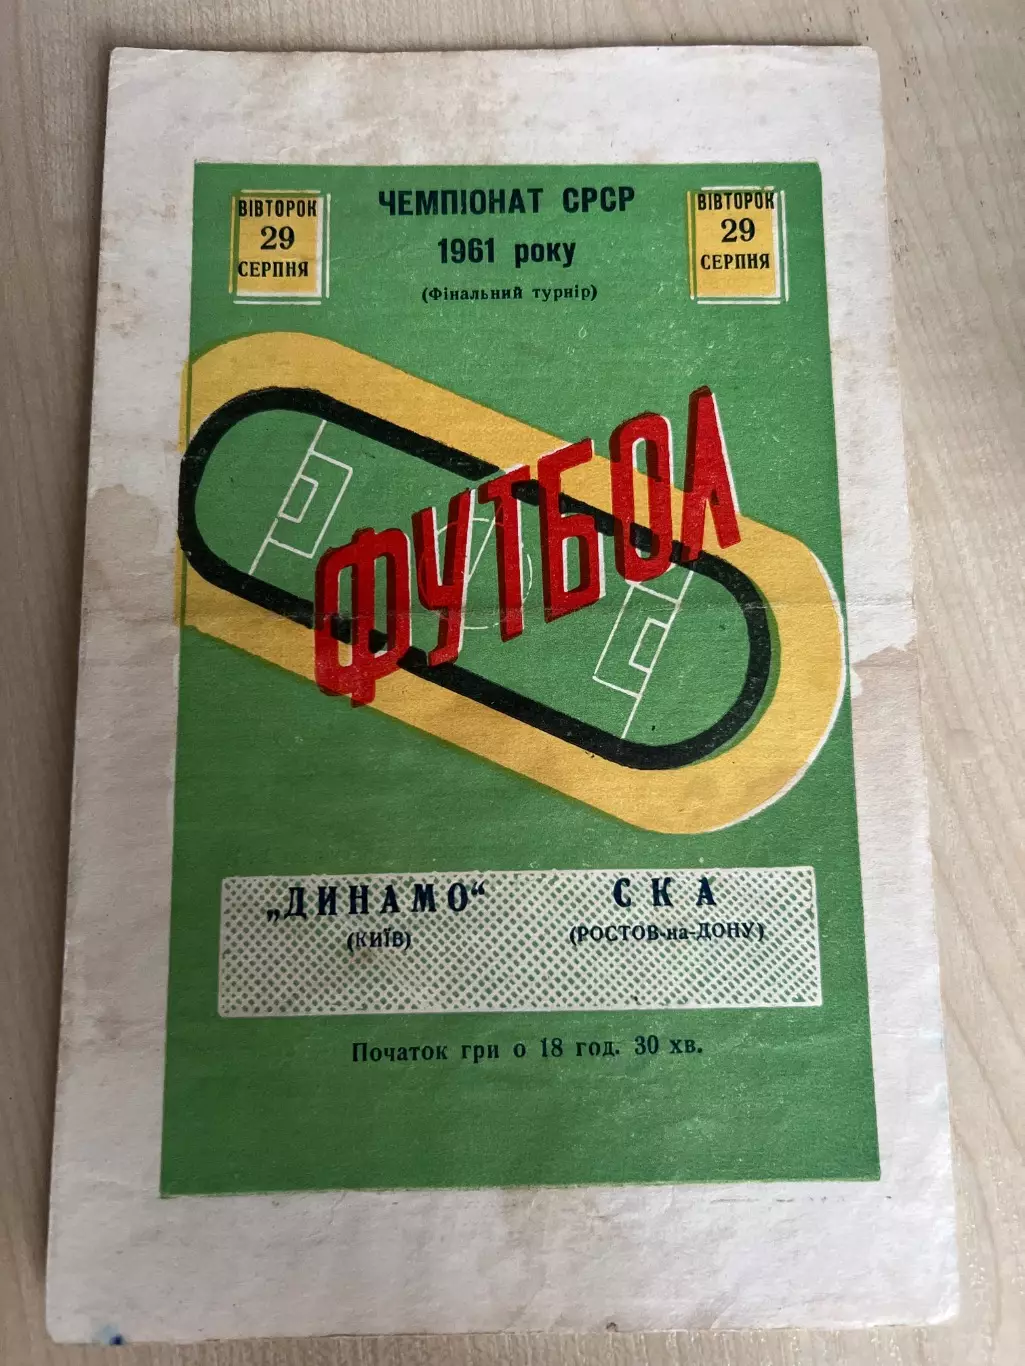 ВІВТОРОК
29
СЕРПНЯ
ЧЕМПІОНАТ СРСР
1961 року
(Фінальний турнір)
ВІВТОРОК
29
СЕРПНЯ
ФУТБОЛ
„ДИНАМО“
(КИЇВ)
СКА
(РОСТОВ-на-ДОНУ)
Початок гри о 18 год. 30 хв.